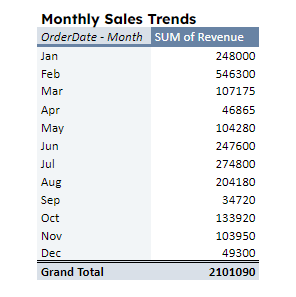 Monthly Sales Trends
OrderDate - Month SUM of Revenue
Jan 248000
Feb 546300
Mar 107175
Apr 46865
May 104280
Jun 247600
Jul 274800
Aug 204180
Sep 34720
Oct 133920
Nov 103950
Dec 49300
Grand Total 2101090